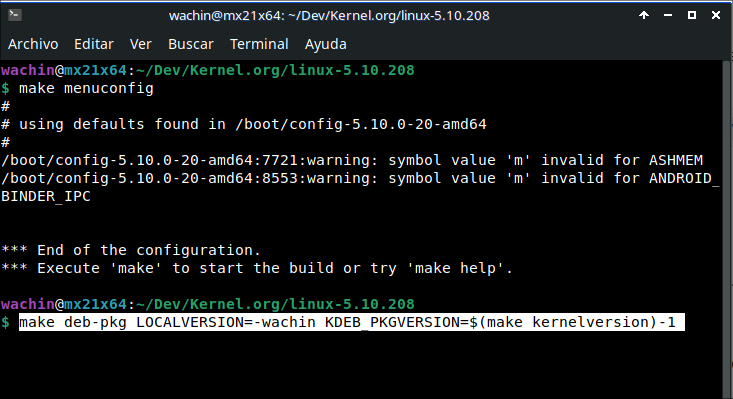 wachin@mx21x64: ~/Dev/Kernel.org/linux-5.10.208
Archivo Editar Ver Buscar Terminal Ayuda
wachin@mx21x64:~/Dev/Kernel.org/linux-5.10.208
$ make menuconfig
#
# using defaults found in /boot/config-5.10.0-20-amd64
#
/boot/config-5.10.0-20-amd64:7721:warning: symbol value 'm' invalid for ASHMEM
/boot/config-5.10.0-20-amd64:8553:warning: symbol value 'm' invalid for ANDROID_
BINDER_IPC
*** End of the configuration.
*** Execute 'make' to start the build or try 'make help'.
wachin@mx21x64:~/Dev/Kernel.org/linux-5.10.208
$ make deb-pkg LOCALVERSION=-wachin KDEB_PKGVERSION=$(make kernelversion)-1